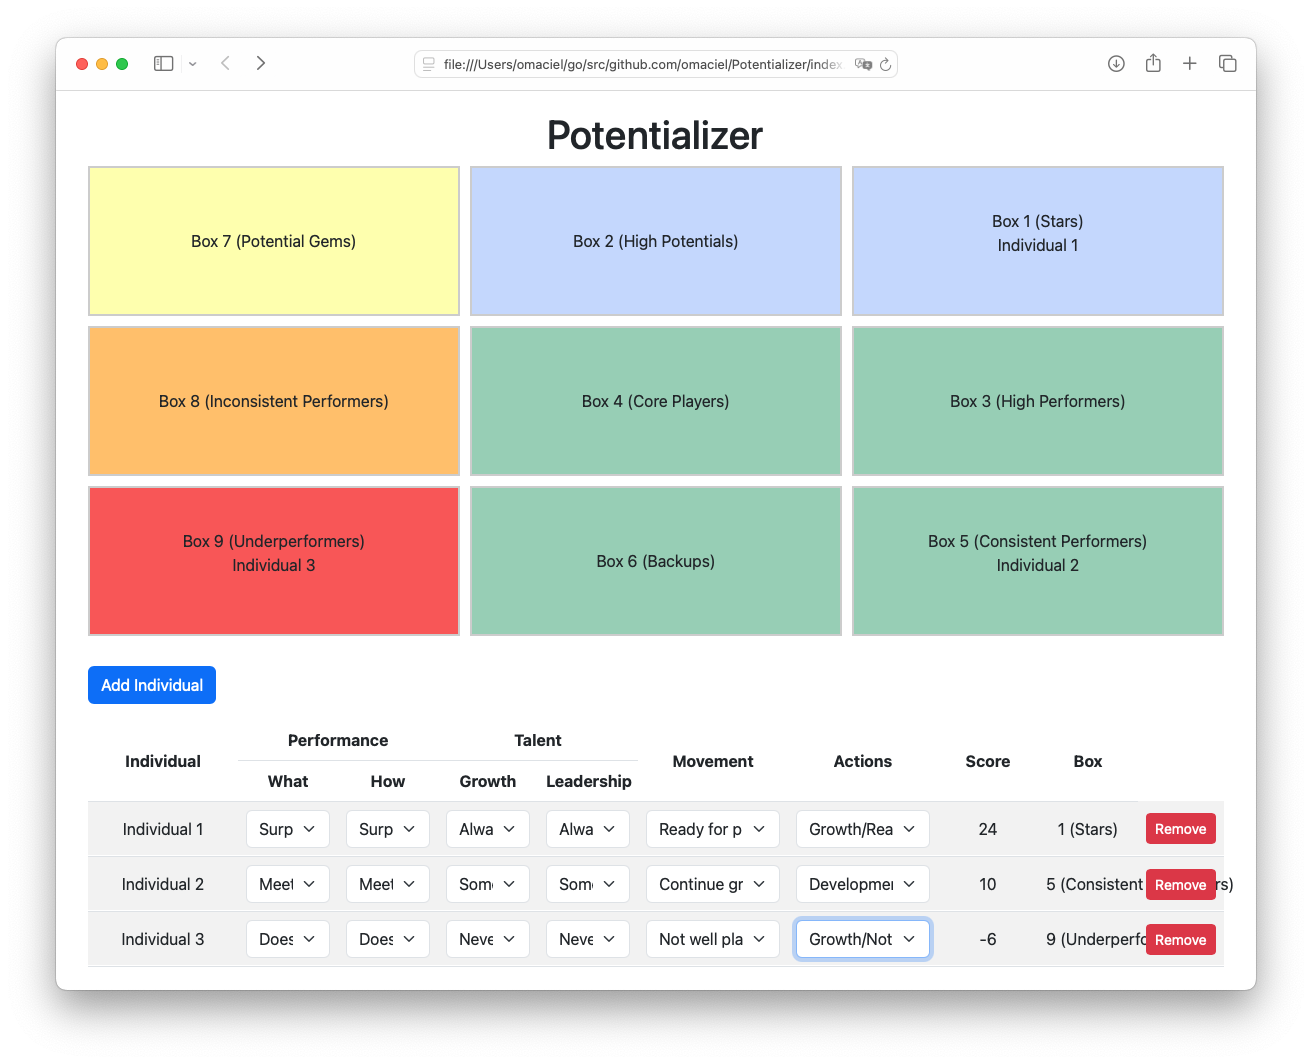 file:///Users/omaciel/go/src/github.com/omaciel/Potentializer/index.
Potentializer
Box 7 (Potential Gems)
Box 2 (High Potentials)
Box 1 (Stars)
Individual 1
Box 8 (Inconsistent Performers)
Box 4 (Core Players)
Box 3 (High Performers)
Box 9 (Underperformers)
Individual 3
Box 6 (Backups)
Box 5 (Consistent Performers)
Individual 2
Add Individual
Performance Talent
Individual Movement Actions Score Box
What How Growth Leadership
Individual 1 Surp Surp Alwa Alwa Ready for p Growth/Rea 24 1 (Stars) Remove
Individual 2 Meet Meet Some Some Continue gr Developmer 10 5 (Consistent rs) Remove
Individual 3 Does Does Neve Neve Not well pla Growth/Not -6 9 (Underperfo Remove